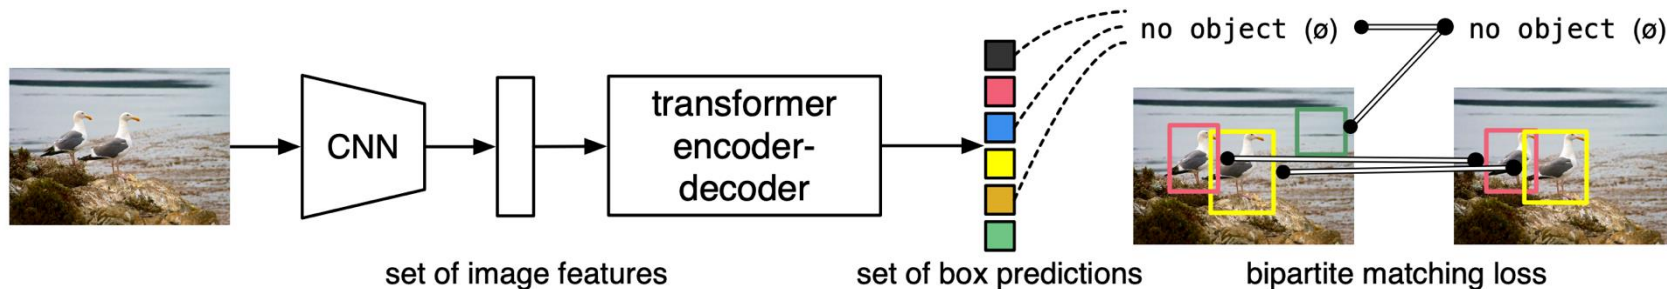 no object (ø)
no object (ø)
CNN
transformer
encoder-
decoder
set of image features
set of box predictions
bipartite matching loss